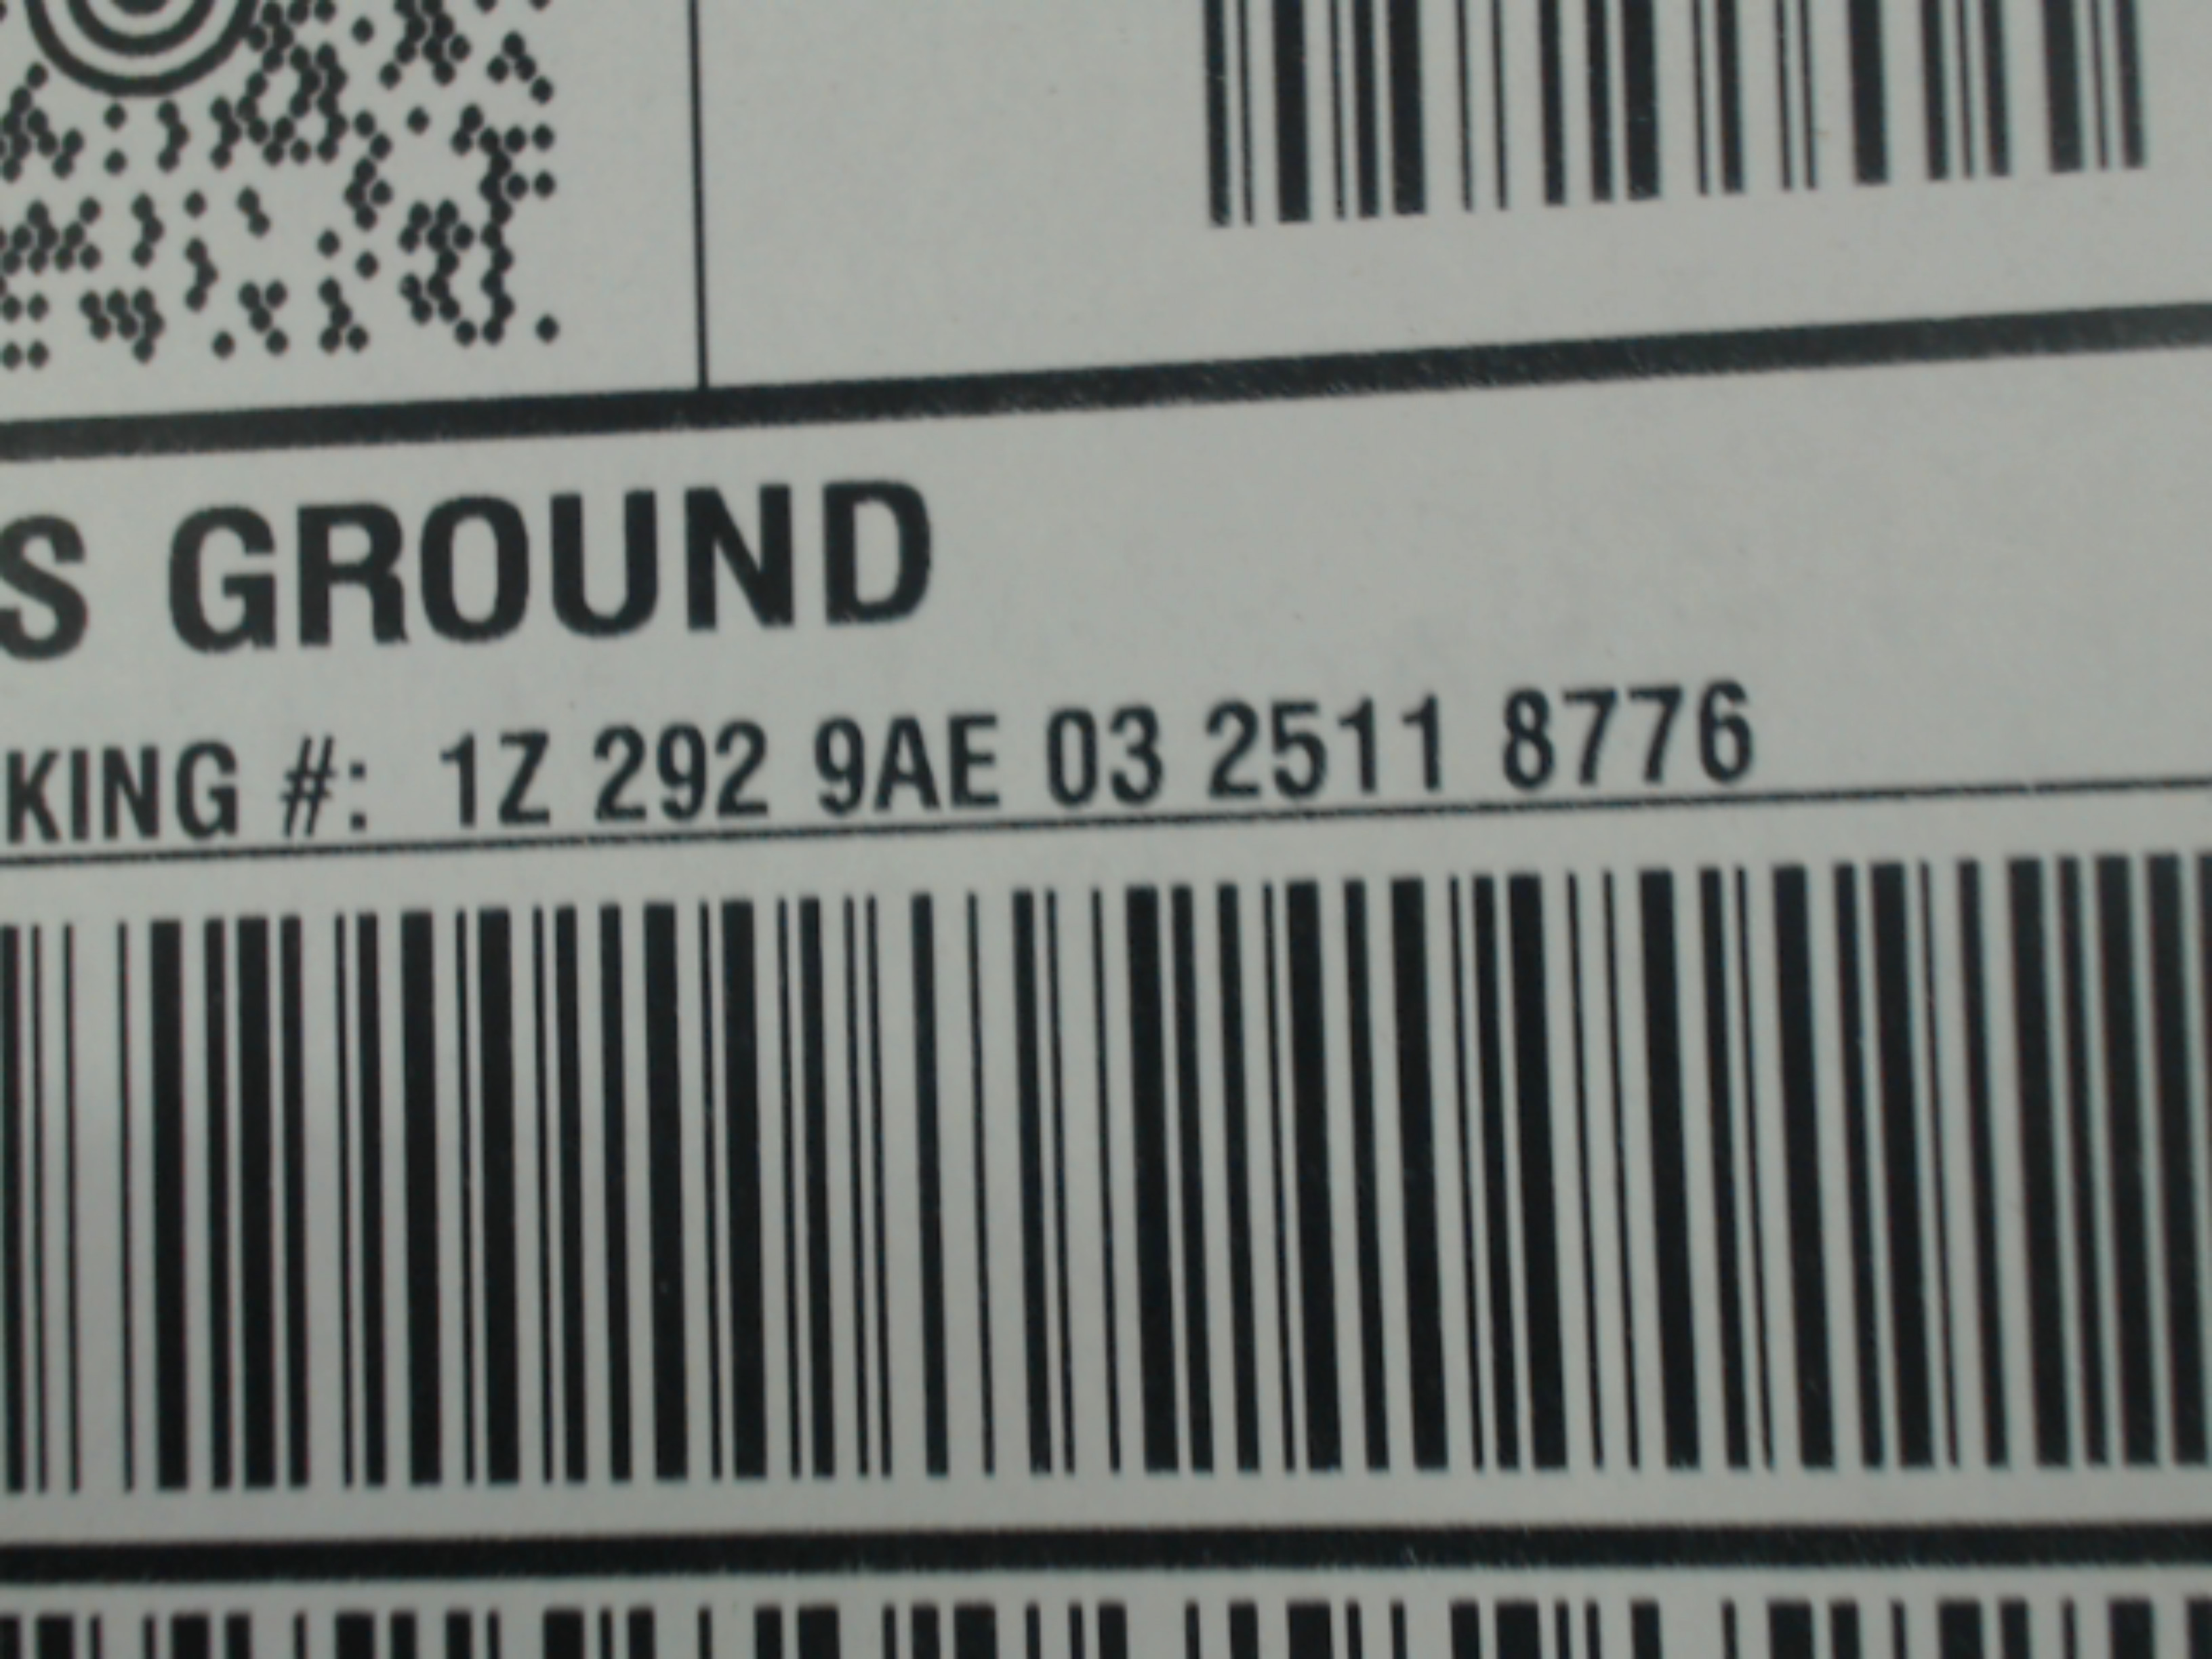 S GROUND
KING #: 1Z 292 9AE 03 2511 8776